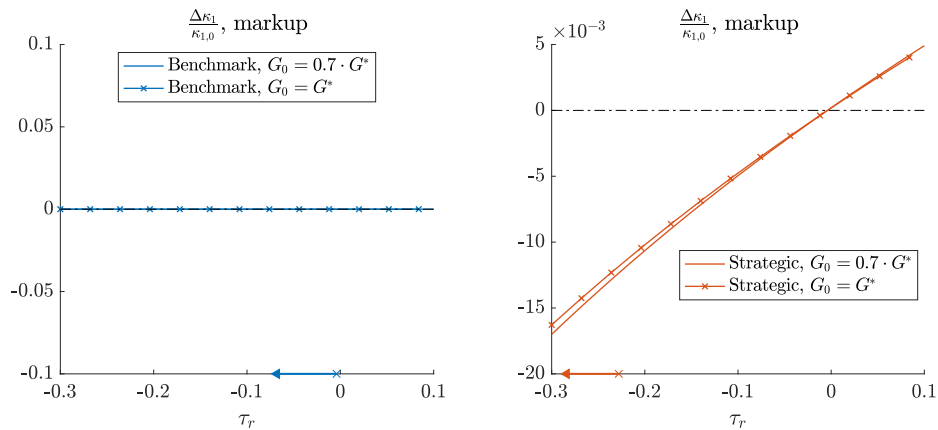 Δκ₁/κ₁,₀, markup
0.1
0.05
0
-0.05
-0.1
-0.3
-0.2
-0.1
0
0.1
τᵣ
Benchmark, G₀ = 0.7 · G*
Benchmark, G₀ = G*
Δκ₁/κ₁,₀, markup
×10⁻³
5
0
-5
-10
-15
-20
-0.3
-0.2
-0.1
0
0.1
τᵣ
Strategic, G₀ = 0.7 · G*
Strategic, G₀ = G*